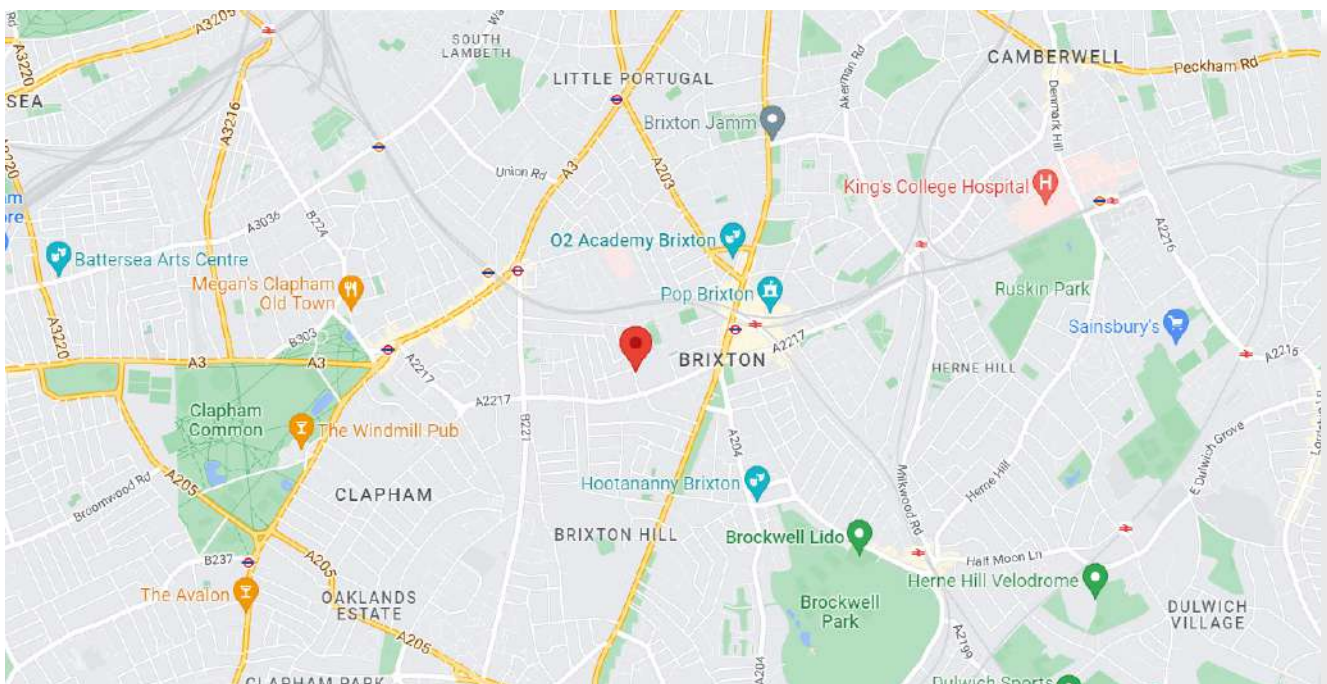 A3205
A3205
A3220
SEA
SOUTH
LAMBETH
LITTLE PORTUGAL
CAMBERWELL
Peckham Rd
A3216
Akerman Rd
Denmark Hill
Brixton Jamm
A3
A203
Union Rd
King's College Hospital
H
A3036
B224
A2216
Battersea Arts Centre
O2 Academy Brixton
Megan's Clapham
Old Town
Pop Brixton
Ruskin Park
Sainsbury's
A3220
B303
A3
A3
A2217
BRIXTON
A2217
HERNE HILL
A2216
Clapham
Common
The Windmill Pub
A2217
B221
A204
E Dulwich Grove
Broomwood Rd
A205
CLAPHAM
Hootananny Brixton
Milkwood Rd
Herne Hill
BRIXTON HILL
Brockwell Lido
B237
A205
Half Moon Ln
Herne Hill Velodrome
The Avalon
OAKLANDS
ESTATE
Brockwell
Park
DULWICH
VILLAGE
A205
A204
A2199
CLAPHAM PARK
Dulwich Sports